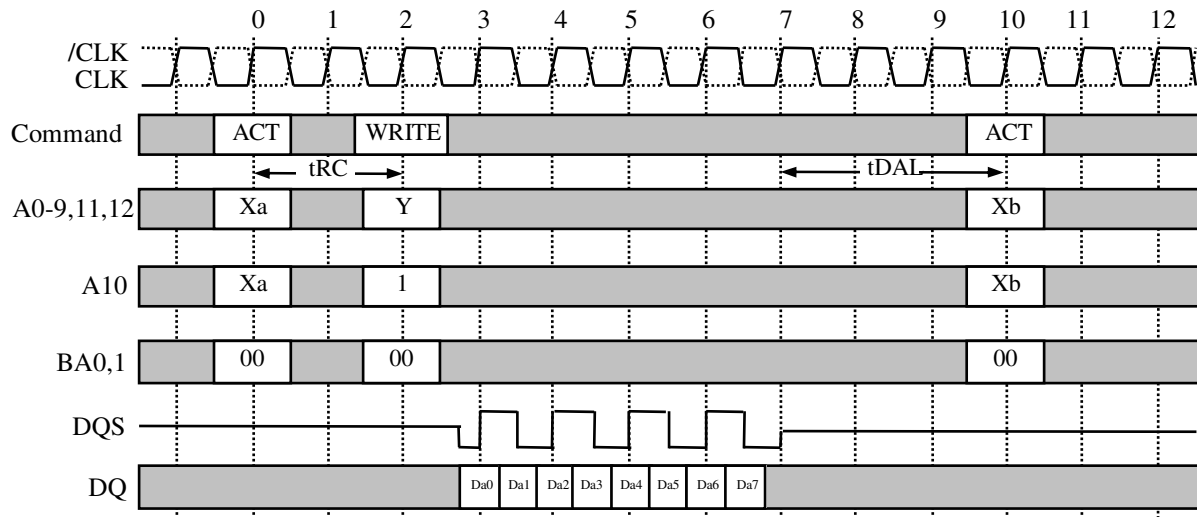 0 1 2 3 4 5 6 7 8 9 10 11 12
/CLK
CLK
Command ACT WRITE ACT
tRC tDAL
A0-9,11,12 Xa Y Xb
A10 Xa 1 Xb
BA0,1 00 00 00
DQS
DQ Da0 Da1 Da2 Da3 Da4 Da5 Da6 Da7